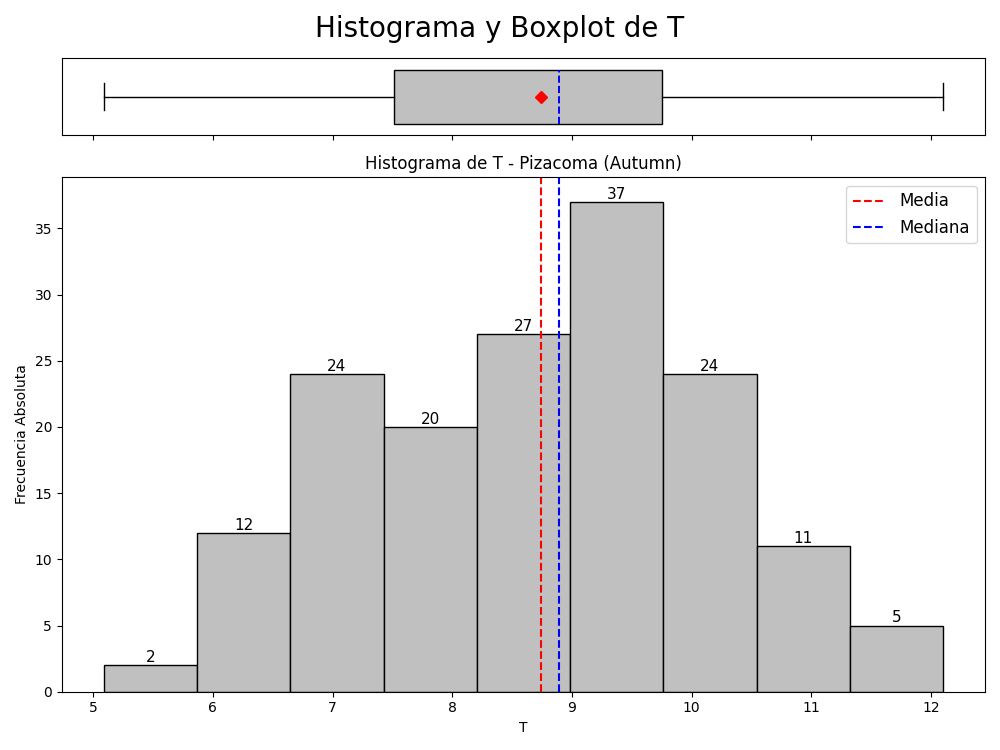 Histograma y Boxplot de T
Histograma de T - Pizacoma (Autumn)
Media
Mediana
Frecuencia Absoluta
35
30
25
20
15
10
5
0
2
12
24
20
27
37
24
11
5
5 6 7 8 9 10 11 12
T